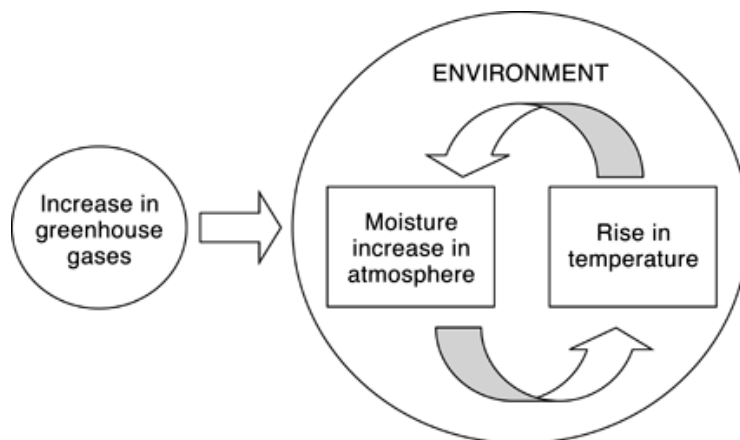 ENVIRONMENT
Increase in
greenhouse
gases
Moisture
increase in
atmosphere
Rise in
temperature